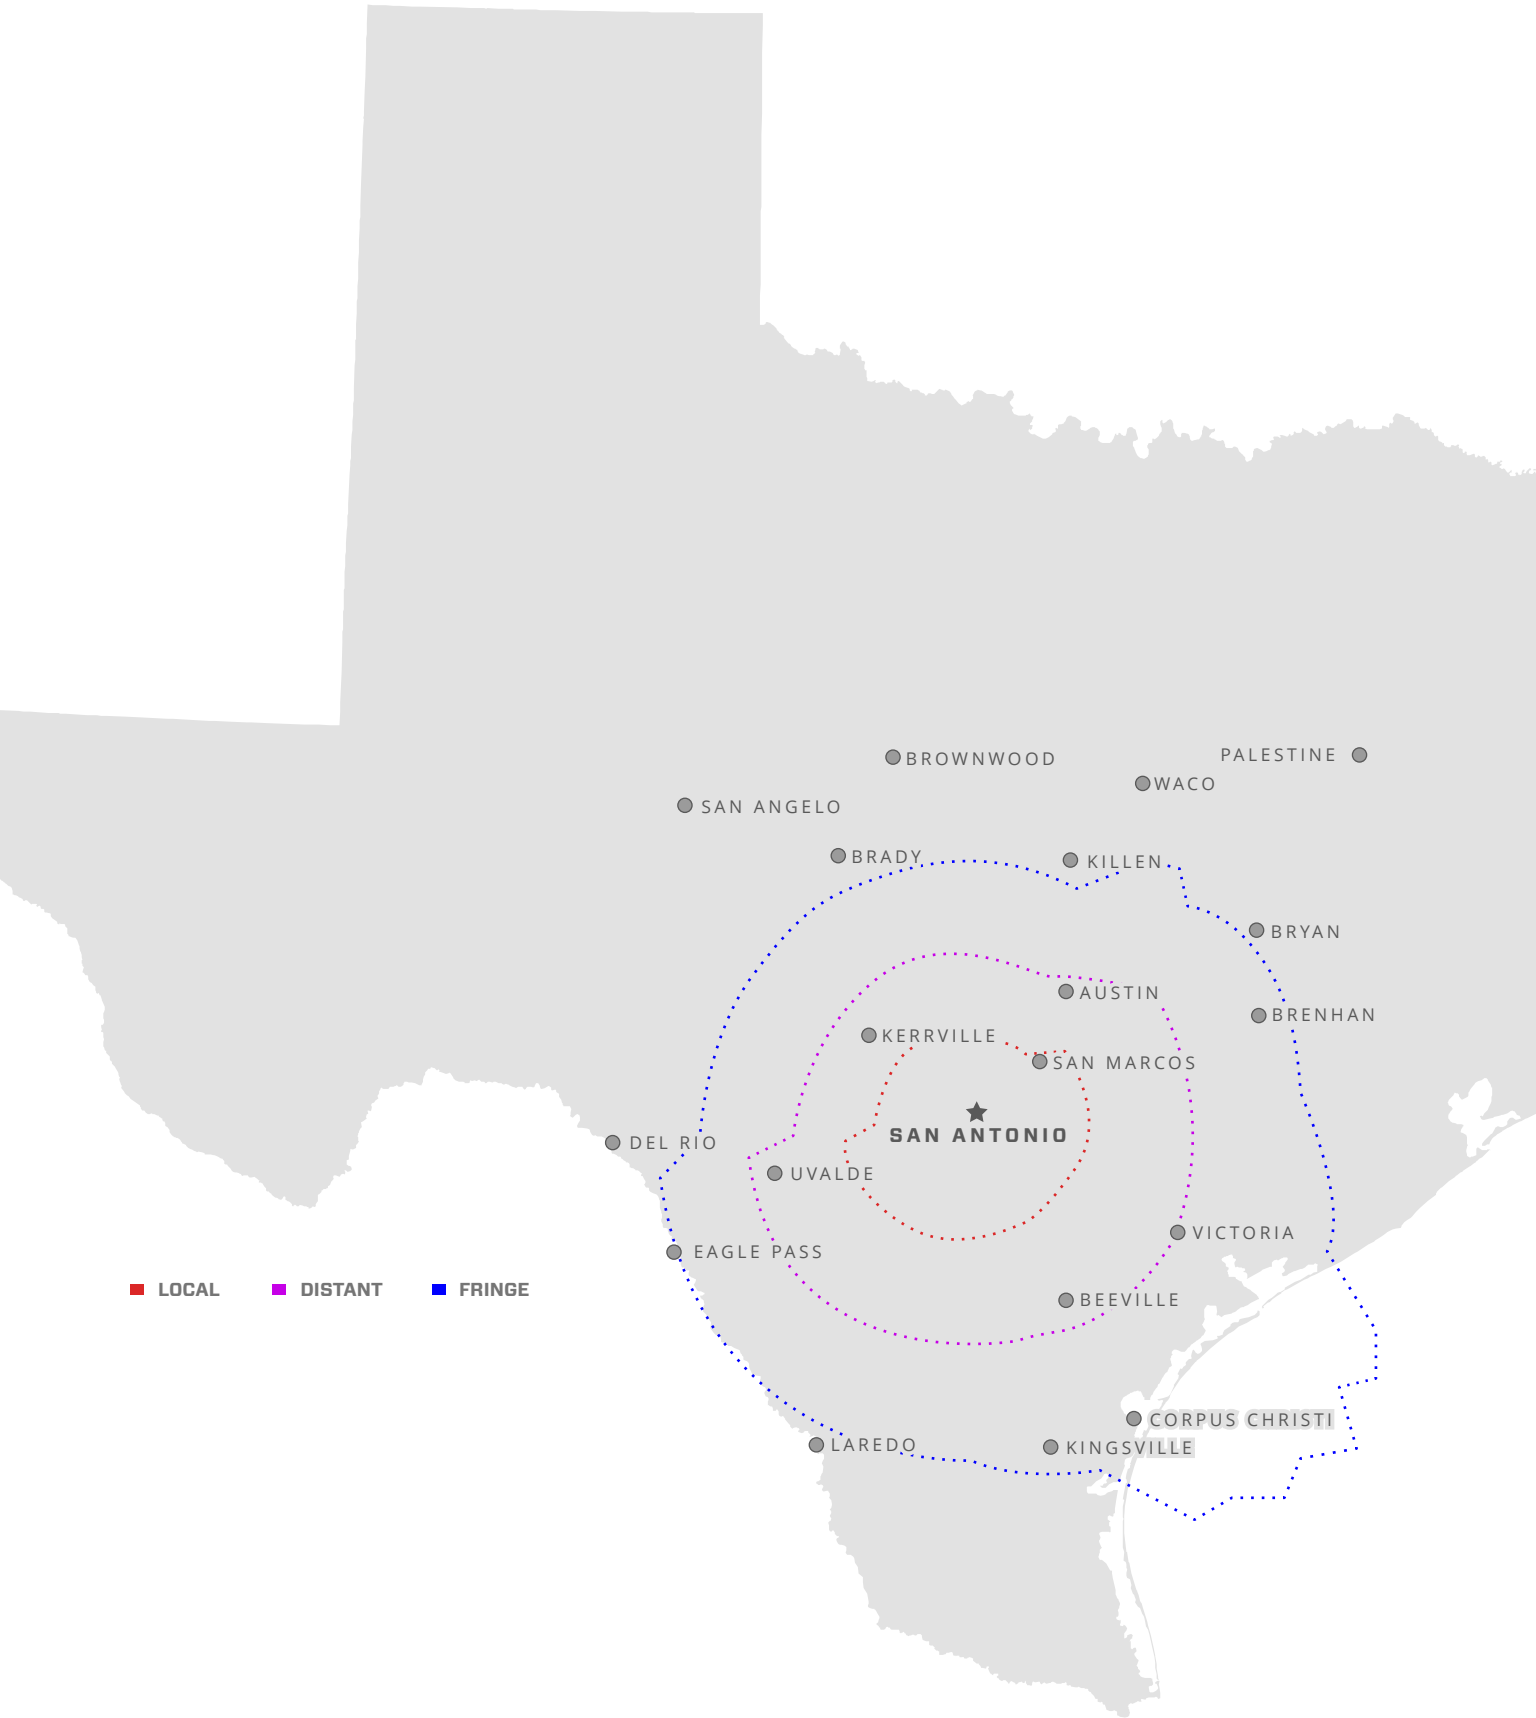 BROWNWOOD
PALESTINE
WACO
SAN ANGELO
BRADY
KILLEN
BRYAN
AUSTIN
BRENHAN
KERRVILLE
SAN MARCOS
SAN ANTONIO
DEL RIO
UVALDE
VICTORIA
EAGLE PASS
LOCAL DISTANT FRINGE
BEEVILLE
CORPUS CHRISTI
LAREDO
KINGSVILLE